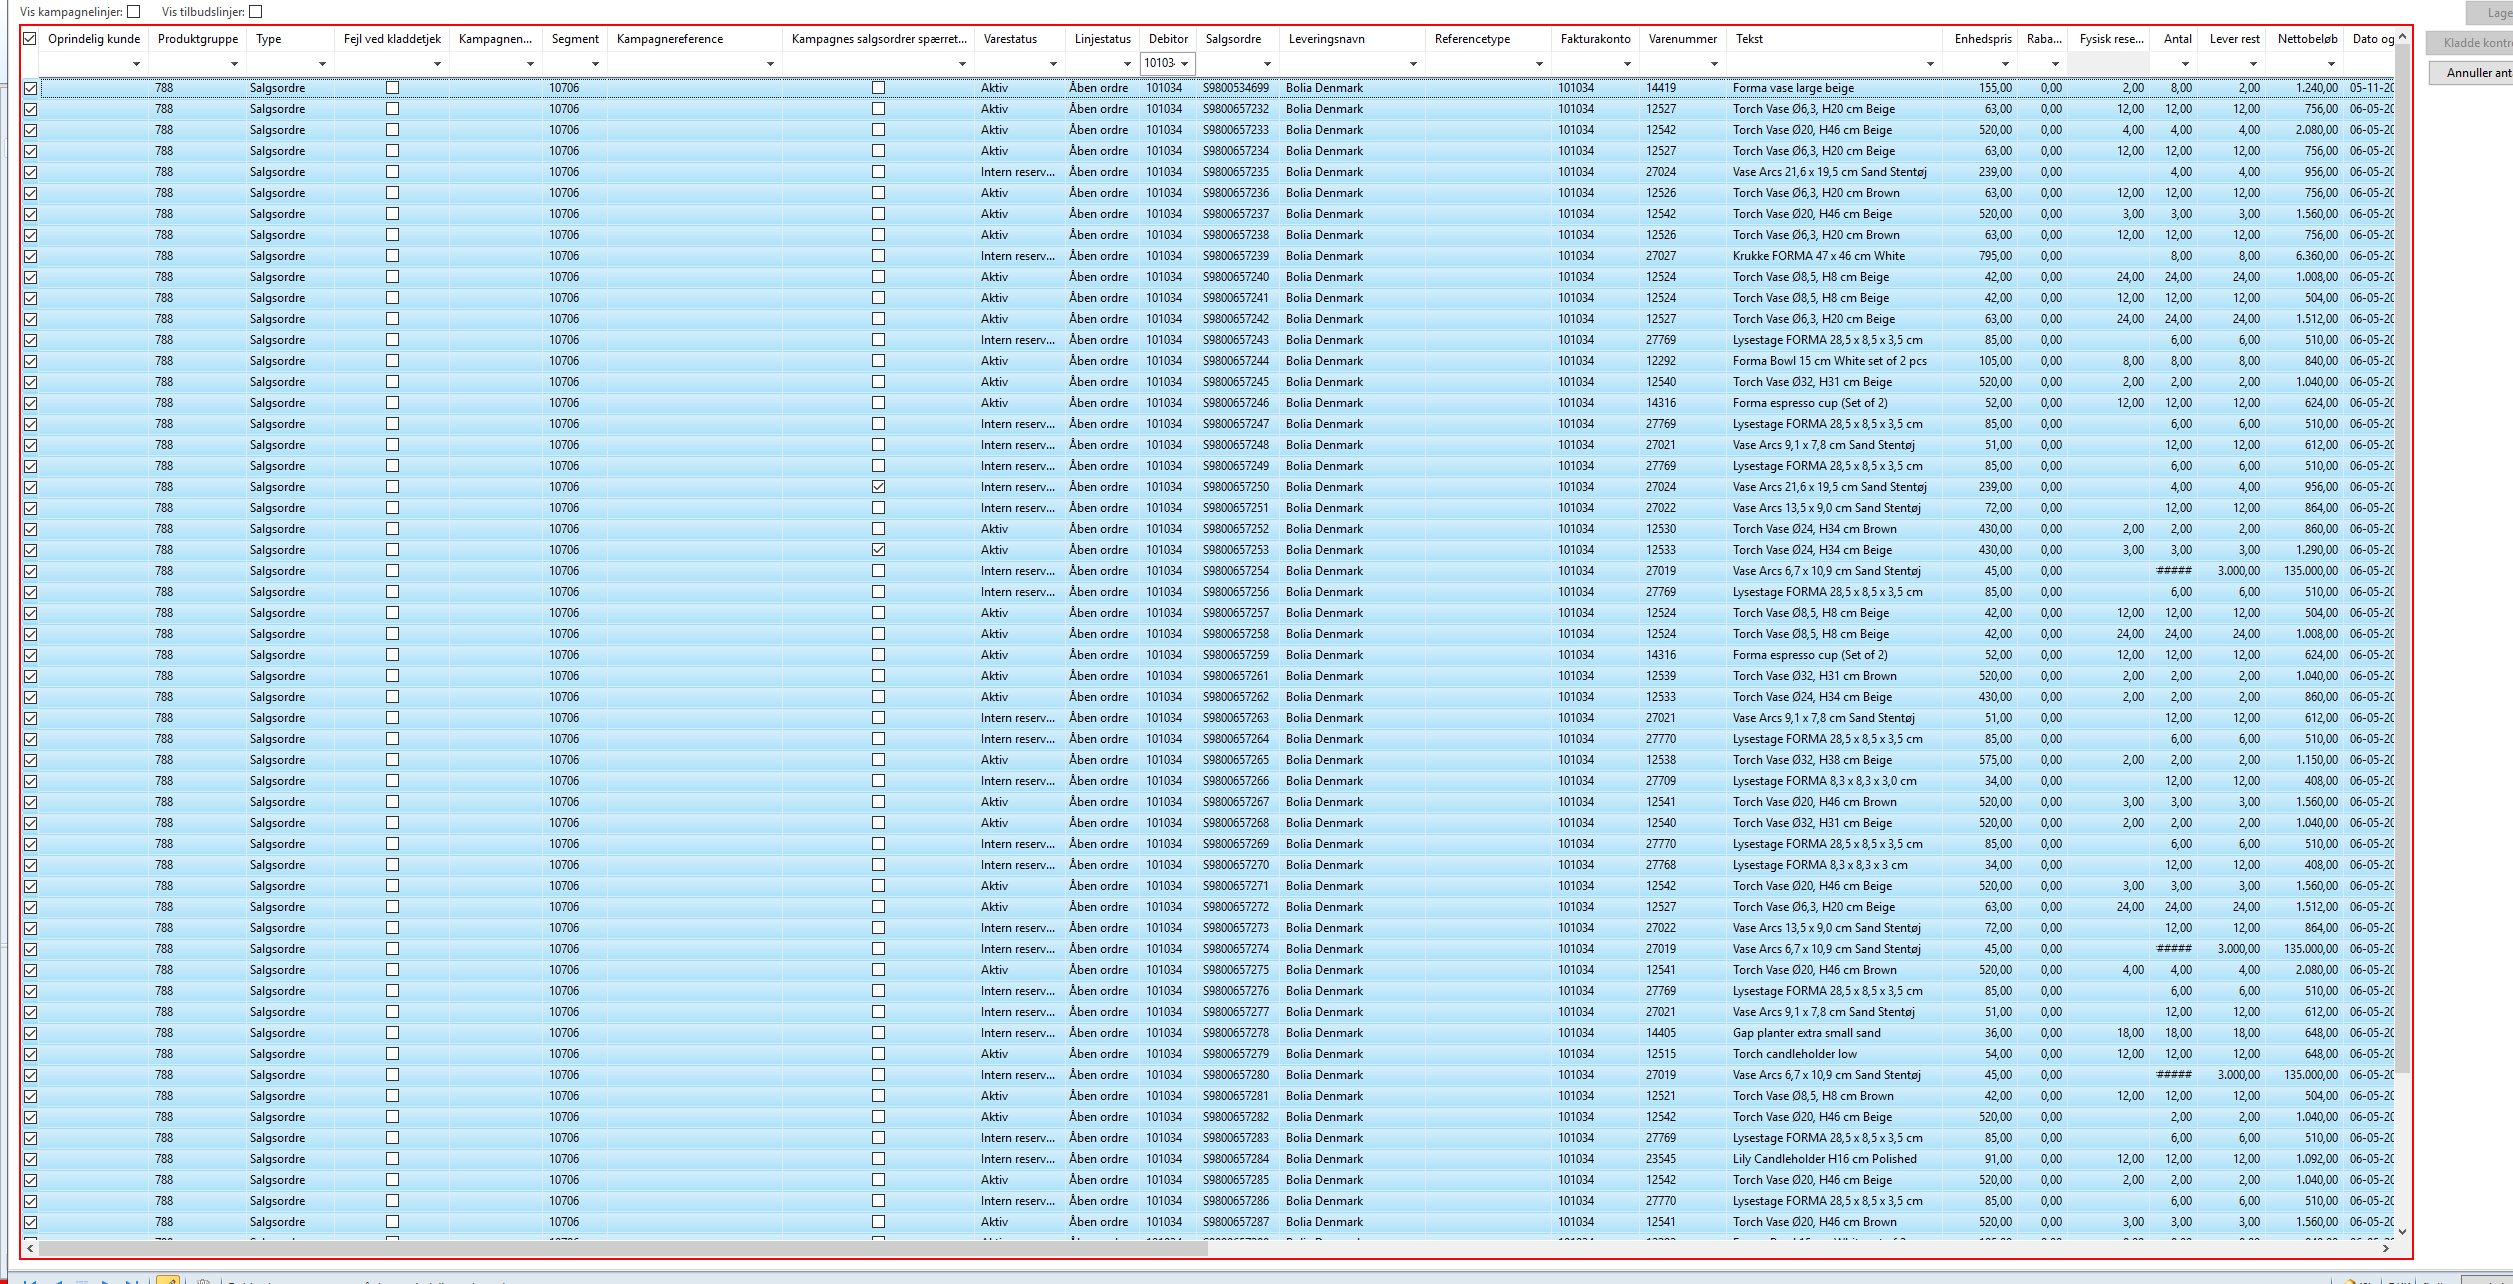 Vis kampagnelinjer: Vis tilbudslinjer:
Oprindelig kunde Produktgruppe Type Fejl ved kladdetjek Kampagnen... Segment Kampagnereference Kampagnes salgsordrer spærret... Varestatus Linjestatus Debitor Salgsordre Leveringsnavn Referencetype Fakturakonto Varenummer Tekst Enhedspris Raba... Fysisk rese... Antal Lever rest Nettobeløb Dato og
10103
788 Salgsordre 10706 Aktiv Åben ordre 101034 S9800534699 Bolia Denmark 101034 14419 Forma vase large beige 155,00 0,00 2,00 8,00 2,00 1.240,00 05-11-20
788 Salgsordre 10706 Aktiv Åben ordre 101034 S9800657232 Bolia Denmark 101034 12527 Torch Vase Ø6,3, H20 cm Beige 63,00 0,00 12,00 12,00 12,00 756,00 06-05-20
788 Salgsordre 10706 Aktiv Åben ordre 101034 S9800657233 Bolia Denmark 101034 12542 Torch Vase Ø20, H46 cm Beige 520,00 0,00 4,00 4,00 4,00 2.080,00 06-05-20
788 Salgsordre 10706 Aktiv Åben ordre 101034 S9800657234 Bolia Denmark 101034 12527 Torch Vase Ø6,3, H20 cm Beige 63,00 0,00 12,00 12,00 12,00 756,00 06-05-20
788 Salgsordre 10706 Intern reserv... Åben ordre 101034 S9800657235 Bolia Denmark 101034 27024 Vase Arcs 21,6 x 19,5 cm Sand Stentøj 239,00 0,00 4,00 4,00 956,00 06-05-20
788 Salgsordre 10706 Aktiv Åben ordre 101034 S9800657236 Bolia Denmark 101034 12526 Torch Vase Ø6,3, H20 cm Brown 63,00 0,00 12,00 12,00 12,00 756,00 06-05-20
788 Salgsordre 10706 Aktiv Åben ordre 101034 S9800657237 Bolia Denmark 101034 12542 Torch Vase Ø20, H46 cm Beige 520,00 0,00 3,00 3,00 3,00 1.560,00 06-05-20
788 Salgsordre 10706 Aktiv Åben ordre 101034 S9800657238 Bolia Denmark 101034 12526 Torch Vase Ø6,3, H20 cm Brown 63,00 0,00 12,00 12,00 12,00 756,00 06-05-20
788 Salgsordre 10706 Intern reserv... Åben ordre 101034 S9800657239 Bolia Denmark 101034 27027 Krukke FORMA 47 x 46 cm White 795,00 0,00 8,00 8,00 6.360,00 06-05-20
788 Salgsordre 10706 Aktiv Åben ordre 101034 S9800657240 Bolia Denmark 101034 12524 Torch Vase Ø8,5, H8 cm Beige 42,00 0,00 24,00 24,00 24,00 1.008,00 06-05-20
788 Salgsordre 10706 Aktiv Åben ordre 101034 S9800657241 Bolia Denmark 101034 12524 Torch Vase Ø8,5, H8 cm Beige 42,00 0,00 12,00 12,00 12,00 504,00 06-05-20
788 Salgsordre 10706 Aktiv Åben ordre 101034 S9800657242 Bolia Denmark 101034 12527 Torch Vase Ø6,3, H20 cm Beige 63,00 0,00 24,00 24,00 24,00 1.512,00 06-05-20
788 Salgsordre 10706 Intern reserv... Åben ordre 101034 S9800657243 Bolia Denmark 101034 27769 Lysestage FORMA 28,5 x 8,5 x 3,5 cm 85,00 0,00 6,00 6,00 510,00 06-05-20
788 Salgsordre 10706 Aktiv Åben ordre 101034 S9800657244 Bolia Denmark 101034 12292 Forma Bowl 15 cm White set of 2 pcs 105,00 0,00 8,00 8,00 8,00 840,00 06-05-20
788 Salgsordre 10706 Aktiv Åben ordre 101034 S9800657245 Bolia Denmark 101034 12540 Torch Vase Ø32, H31 cm Beige 520,00 0,00 2,00 2,00 2,00 1.040,00 06-05-20
788 Salgsordre 10706 Aktiv Åben ordre 101034 S9800657246 Bolia Denmark 101034 14316 Forma espresso cup (Set of 2) 52,00 0,00 12,00 12,00 12,00 624,00 06-05-20
788 Salgsordre 10706 Intern reserv... Åben ordre 101034 S9800657247 Bolia Denmark 101034 27769 Lysestage FORMA 28,5 x 8,5 x 3,5 cm 85,00 0,00 6,00 6,00 510,00 06-05-20
788 Salgsordre 10706 Intern reserv... Åben ordre 101034 S9800657248 Bolia Denmark 101034 27021 Vase Arcs 9,1 x 7,8 cm Sand Stentøj 51,00 0,00 12,00 12,00 612,00 06-05-20
788 Salgsordre 10706 Intern reserv... Åben ordre 101034 S9800657249 Bolia Denmark 101034 27769 Lysestage FORMA 28,5 x 8,5 x 3,5 cm 85,00 0,00 6,00 6,00 510,00 06-05-20
788 Salgsordre 10706 Intern reserv... Åben ordre 101034 S9800657250 Bolia Denmark 101034 27024 Vase Arcs 21,6 x 19,5 cm Sand Stentøj 239,00 0,00 4,00 4,00 956,00 06-05-20
788 Salgsordre 10706 Intern reserv... Åben ordre 101034 S9800657251 Bolia Denmark 101034 27022 Vase Arcs 13,5 x 9,0 cm Sand Stentøj 72,00 0,00 12,00 12,00 864,00 06-05-20
788 Salgsordre 10706 Aktiv Åben ordre 101034 S9800657252 Bolia Denmark 101034 12530 Torch Vase Ø24, H34 cm Brown 430,00 0,00 2,00 2,00 2,00 860,00 06-05-20
788 Salgsordre 10706 Aktiv Åben ordre 101034 S9800657253 Bolia Denmark 101034 12533 Torch Vase Ø24, H34 cm Beige 430,00 0,00 3,00 3,00 3,00 1.290,00 06-05-20
788 Salgsordre 10706 Intern reserv... Åben ordre 101034 S9800657254 Bolia Denmark 101034 27019 Vase Arcs 6,7 x 10,9 cm Sand Stentøj 45,00 0,00 ##### 3.000,00 135.000,00 06-05-20
788 Salgsordre 10706 Intern reserv... Åben ordre 101034 S9800657256 Bolia Denmark 101034 27769 Lysestage FORMA 28,5 x 8,5 x 3,5 cm 85,00 0,00 6,00 6,00 510,00 06-05-20
788 Salgsordre 10706 Aktiv Åben ordre 101034 S9800657257 Bolia Denmark 101034 12524 Torch Vase Ø8,5, H8 cm Beige 42,00 0,00 12,00 12,00 12,00 504,00 06-05-20
788 Salgsordre 10706 Aktiv Åben ordre 101034 S9800657258 Bolia Denmark 101034 12524 Torch Vase Ø8,5, H8 cm Beige 42,00 0,00 24,00 24,00 24,00 1.008,00 06-05-20
788 Salgsordre 10706 Aktiv Åben ordre 101034 S9800657259 Bolia Denmark 101034 14316 Forma espresso cup (Set of 2) 52,00 0,00 12,00 12,00 12,00 624,00 06-05-20
788 Salgsordre 10706 Aktiv Åben ordre 101034 S9800657261 Bolia Denmark 101034 12539 Torch Vase Ø32, H31 cm Brown 520,00 0,00 2,00 2,00 2,00 1.040,00 06-05-20
788 Salgsordre 10706 Aktiv Åben ordre 101034 S9800657262 Bolia Denmark 101034 12533 Torch Vase Ø24, H34 cm Beige 430,00 0,00 2,00 2,00 2,00 860,00 06-05-20
788 Salgsordre 10706 Intern reserv... Åben ordre 101034 S9800657263 Bolia Denmark 101034 27021 Vase Arcs 9,1 x 7,8 cm Sand Stentøj 51,00 0,00 12,00 12,00 612,00 06-05-20
788 Salgsordre 10706 Intern reserv... Åben ordre 101034 S9800657264 Bolia Denmark 101034 27770 Lysestage FORMA 28,5 x 8,5 x 3,5 cm 85,00 0,00 6,00 6,00 510,00 06-05-20
788 Salgsordre 10706 Aktiv Åben ordre 101034 S9800657265 Bolia Denmark 101034 12538 Torch Vase Ø32, H38 cm Beige 575,00 0,00 2,00 2,00 2,00 1.150,00 06-05-20
788 Salgsordre 10706 Intern reserv... Åben ordre 101034 S9800657266 Bolia Denmark 101034 27709 Lysestage FORMA 8,3 x 8,3 x 3,0 cm 34,00 0,00 12,00 12,00 408,00 06-05-20
788 Salgsordre 10706 Aktiv Åben ordre 101034 S9800657267 Bolia Denmark 101034 12541 Torch Vase Ø20, H46 cm Brown 520,00 0,00 3,00 3,00 3,00 1.560,00 06-05-20
788 Salgsordre 10706 Aktiv Åben ordre 101034 S9800657268 Bolia Denmark 101034 12540 Torch Vase Ø32, H31 cm Beige 520,00 0,00 2,00 2,00 2,00 1.040,00 06-05-20
788 Salgsordre 10706 Intern reserv... Åben ordre 101034 S9800657269 Bolia Denmark 101034 27770 Lysestage FORMA 28,5 x 8,5 x 3,5 cm 85,00 0,00 6,00 6,00 510,00 06-05-20
788 Salgsordre 10706 Intern reserv... Åben ordre 101034 S9800657270 Bolia Denmark 101034 27768 Lysestage FORMA 8,3 x 8,3 x 3 cm 34,00 0,00 12,00 12,00 408,00 06-05-20
788 Salgsordre 10706 Aktiv Åben ordre 101034 S9800657271 Bolia Denmark 101034 12542 Torch Vase Ø20, H46 cm Beige 520,00 0,00 3,00 3,00 3,00 1.560,00 06-05-20
788 Salgsordre 10706 Aktiv Åben ordre 101034 S9800657272 Bolia Denmark 101034 12527 Torch Vase Ø6,3, H20 cm Beige 63,00 0,00 24,00 24,00 24,00 1.512,00 06-05-20
788 Salgsordre 10706 Intern reserv... Åben ordre 101034 S9800657273 Bolia Denmark 101034 27022 Vase Arcs 13,5 x 9,0 cm Sand Stentøj 72,00 0,00 12,00 12,00 864,00 06-05-20
788 Salgsordre 10706 Intern reserv... Åben ordre 101034 S9800657274 Bolia Denmark 101034 27019 Vase Arcs 6,7 x 10,9 cm Sand Stentøj 45,00 0,00 ##### 3.000,00 135.000,00 06-05-20
788 Salgsordre 10706 Aktiv Åben ordre 101034 S9800657275 Bolia Denmark 101034 12541 Torch Vase Ø20, H46 cm Brown 520,00 0,00 4,00 4,00 4,00 2.080,00 06-05-20
788 Salgsordre 10706 Intern reserv... Åben ordre 101034 S9800657276 Bolia Denmark 101034 27769 Lysestage FORMA 28,5 x 8,5 x 3,5 cm 85,00 0,00 6,00 6,00 510,00 06-05-20
788 Salgsordre 10706 Intern reserv... Åben ordre 101034 S9800657277 Bolia Denmark 101034 27021 Vase Arcs 9,1 x 7,8 cm Sand Stentøj 51,00 0,00 12,00 12,00 612,00 06-05-20
788 Salgsordre 10706 Intern reserv... Åben ordre 101034 S9800657278 Bolia Denmark 101034 14405 Gap planter extra small sand 36,00 0,00 18,00 18,00 18,00 648,00 06-05-20
788 Salgsordre 10706 Aktiv Åben ordre 101034 S9800657279 Bolia Denmark 101034 12515 Torch candleholder low 54,00 0,00 12,00 12,00 12,00 648,00 06-05-20
788 Salgsordre 10706 Intern reserv... Åben ordre 101034 S9800657280 Bolia Denmark 101034 27019 Vase Arcs 6,7 x 10,9 cm Sand Stentøj 45,00 0,00 ##### 3.000,00 135.000,00 06-05-20
788 Salgsordre 10706 Aktiv Åben ordre 101034 S9800657281 Bolia Denmark 101034 12521 Torch Vase Ø8,5, H8 cm Brown 42,00 0,00 12,00 12,00 12,00 504,00 06-05-20
788 Salgsordre 10706 Aktiv Åben ordre 101034 S9800657282 Bolia Denmark 101034 12542 Torch Vase Ø20, H46 cm Beige 520,00 0,00 2,00 2,00 1.040,00 06-05-20
788 Salgsordre 10706 Intern reserv... Åben ordre 101034 S9800657283 Bolia Denmark 101034 27769 Lysestage FORMA 28,5 x 8,5 x 3,5 cm 85,00 0,00 6,00 6,00 510,00 06-05-20
788 Salgsordre 10706 Intern reserv... Åben ordre 101034 S9800657284 Bolia Denmark 101034 23545 Lily Candleholder H16 cm Polished 91,00 0,00 12,00 12,00 12,00 1.092,00 06-05-20
788 Salgsordre 10706 Aktiv Åben ordre 101034 S9800657285 Bolia Denmark 101034 12542 Torch Vase Ø20, H46 cm Beige 520,00 0,00 2,00 2,00 2,00 1.040,00 06-05-20
788 Salgsordre 10706 Intern reserv... Åben ordre 101034 S9800657286 Bolia Denmark 101034 27770 Lysestage FORMA 28,5 x 8,5 x 3,5 cm 85,00 0,00 6,00 6,00 510,00 06-05-20
788 Salgsordre 10706 Aktiv Åben ordre 101034 S9800657287 Bolia Denmark 101034 12541 Torch Vase Ø20, H46 cm Brown 520,00 0,00 3,00 3,00 3,00 1.560,00 06-05-20
Lage
Kladde kontr
Annuller ant